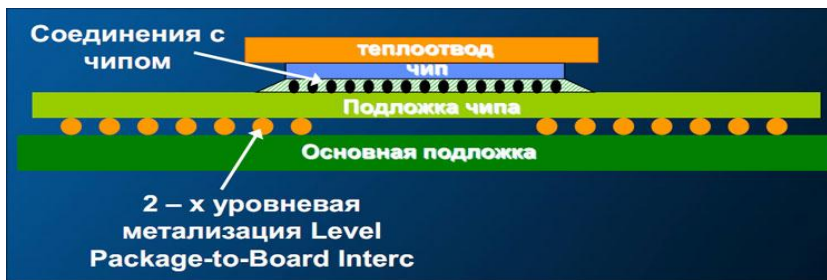 Соединения с
чипом
теплоотвод
чип
Подложка чипа
Основная подложка
2 – х уровневая
метализация Level
Package-to-Board Interc